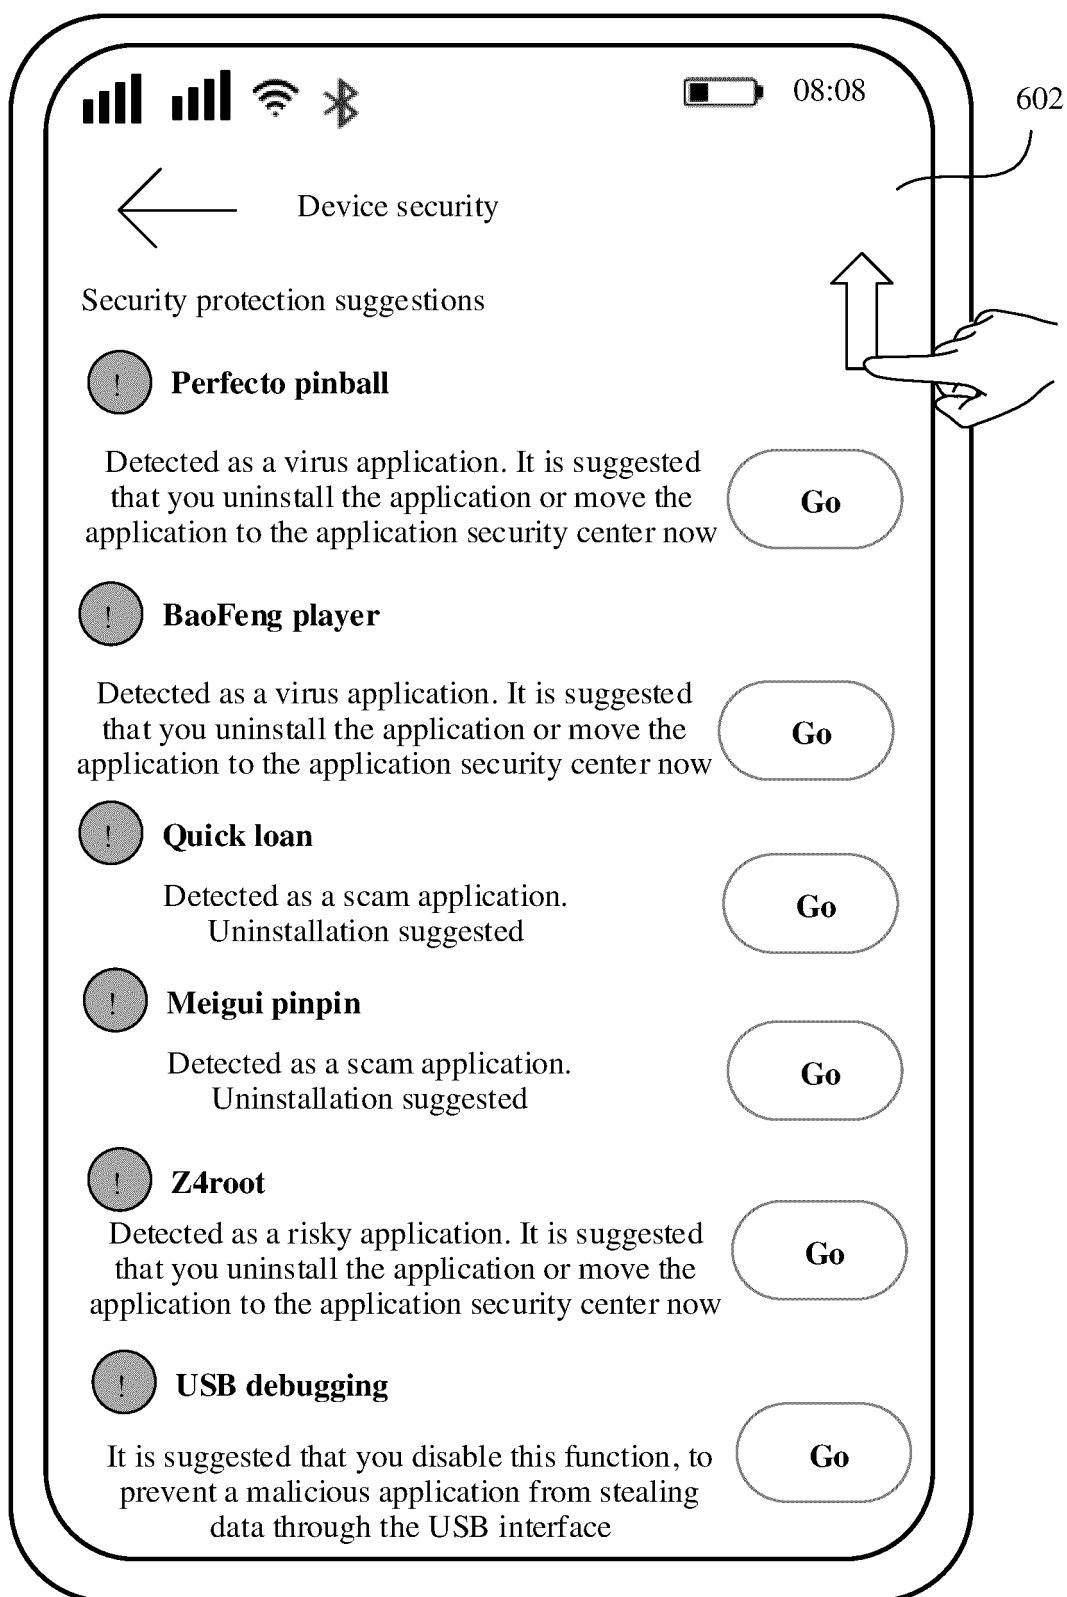 08:08
602
Device security
Security protection suggestions
!
Perfecto pinball
Detected as a virus application. It is suggested
that you uninstall the application or move the
application to the application security center now
Go
!
BaoFeng player
Detected as a virus application. It is suggested
that you uninstall the application or move the
application to the application security center now
Go
!
Quick loan
Detected as a scam application.
Uninstallation suggested
Go
!
Meigui pinpin
Detected as a scam application.
Uninstallation suggested
Go
!
Z4root
Detected as a risky application. It is suggested
that you uninstall the application or move the
application to the application security center now
Go
!
USB debugging
It is suggested that you disable this function, to
prevent a malicious application from stealing
data through the USB interface
Go